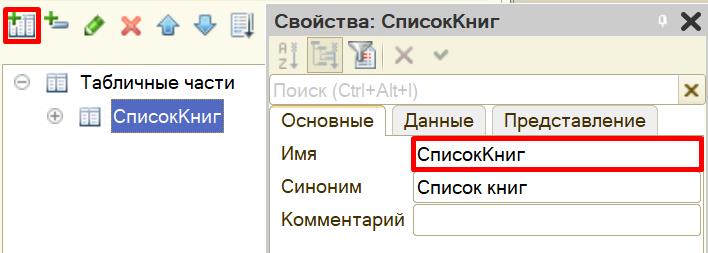 Свойства: СписокКниг
Табличные части
СписокКниг
Поиск (Ctrl+Alt+I)
Основные Данные Представление
Имя СписокКниг
Синоним Список книг
Комментарий